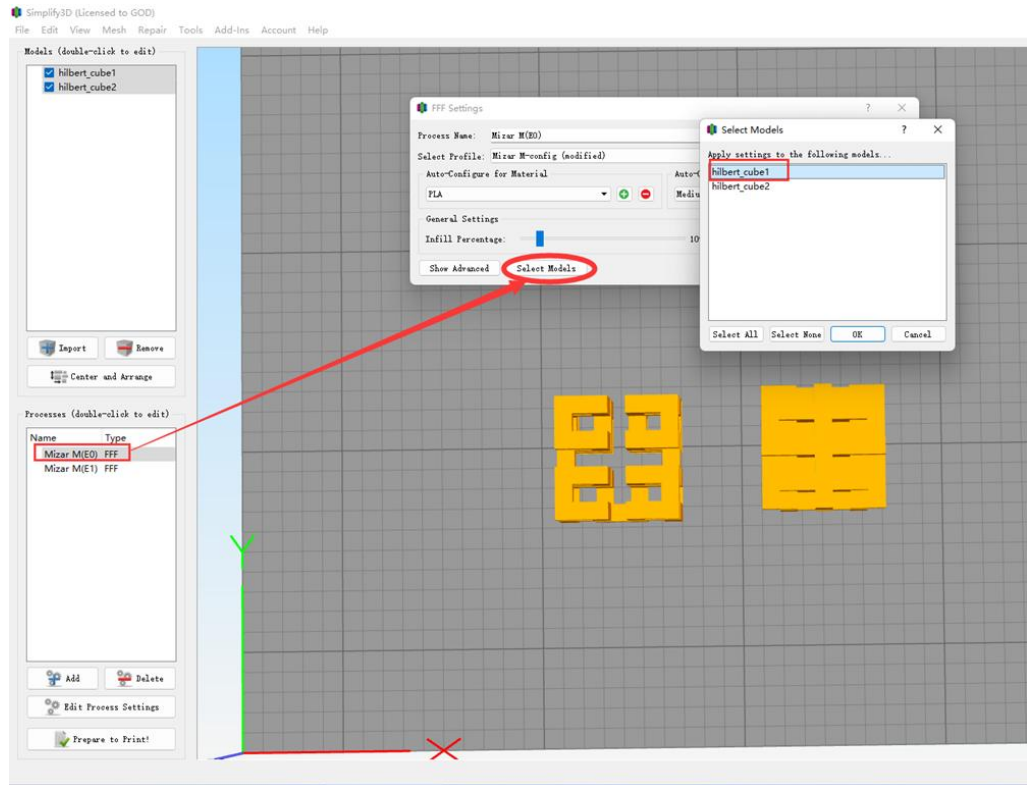 Simplify3D (Licensed to GOD)
File Edit View Mesh Repair Tools Add-Ins Account Help
Models (double-click to edit)
hilbert_cube1
hilbert_cube2
Import Remove
Center and Arrange
Processes (double-click to edit)
Name Type
Mizar M(E0) FFF
Mizar M(E1) FFF
Add Delete
Edit Process Settings
Prepare to Print!
FFF Settings ? X
Process Name: Mizar M(E0)
Select Profile: Mizar M-config (modified)
Auto-Configure for Material
PLA
General Settings
Infill Percentage:
Show Advanced Select Models
Select Models ? X
Apply settings to the following models...
hilbert_cube1
hilbert_cube2
Select All Select None OK Cancel